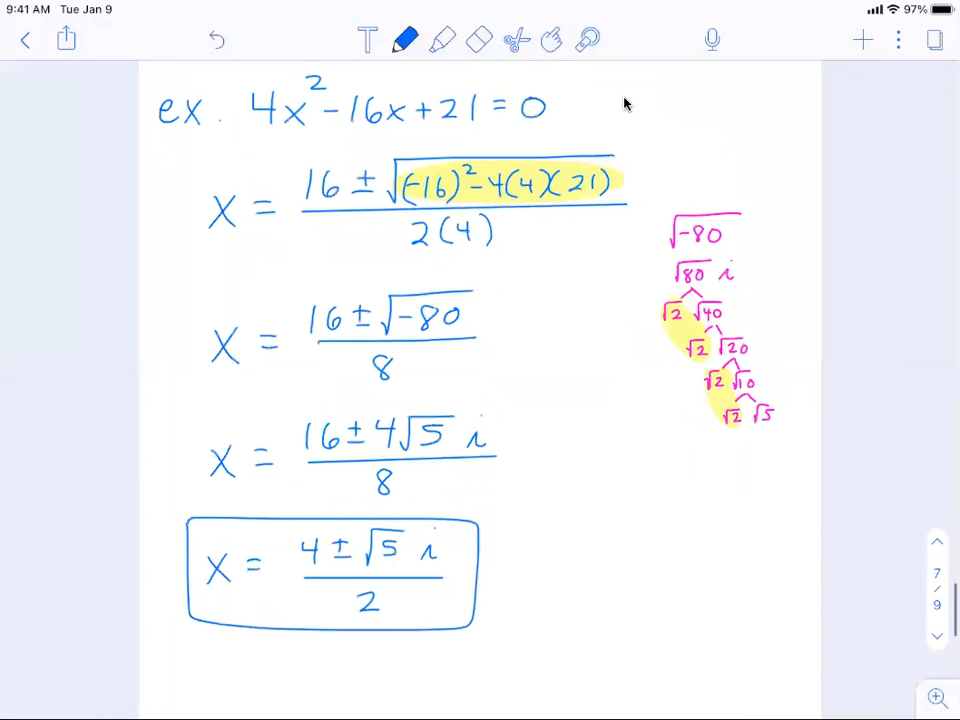 9:41 AM Tue Jan 9
97%
T
ex. 4x² - 16x + 21 = 0
x = (16 ± √((-16)² - 4(4)(21))) / 2(4)
x = (16 ± √-80) / 8
x = (16 ± 4√5 i) / 8
x = (4 ± √5 i) / 2
√-80
√80 i
√2 √40
√2 √20
√2 √10
√2 √5
7
/
9